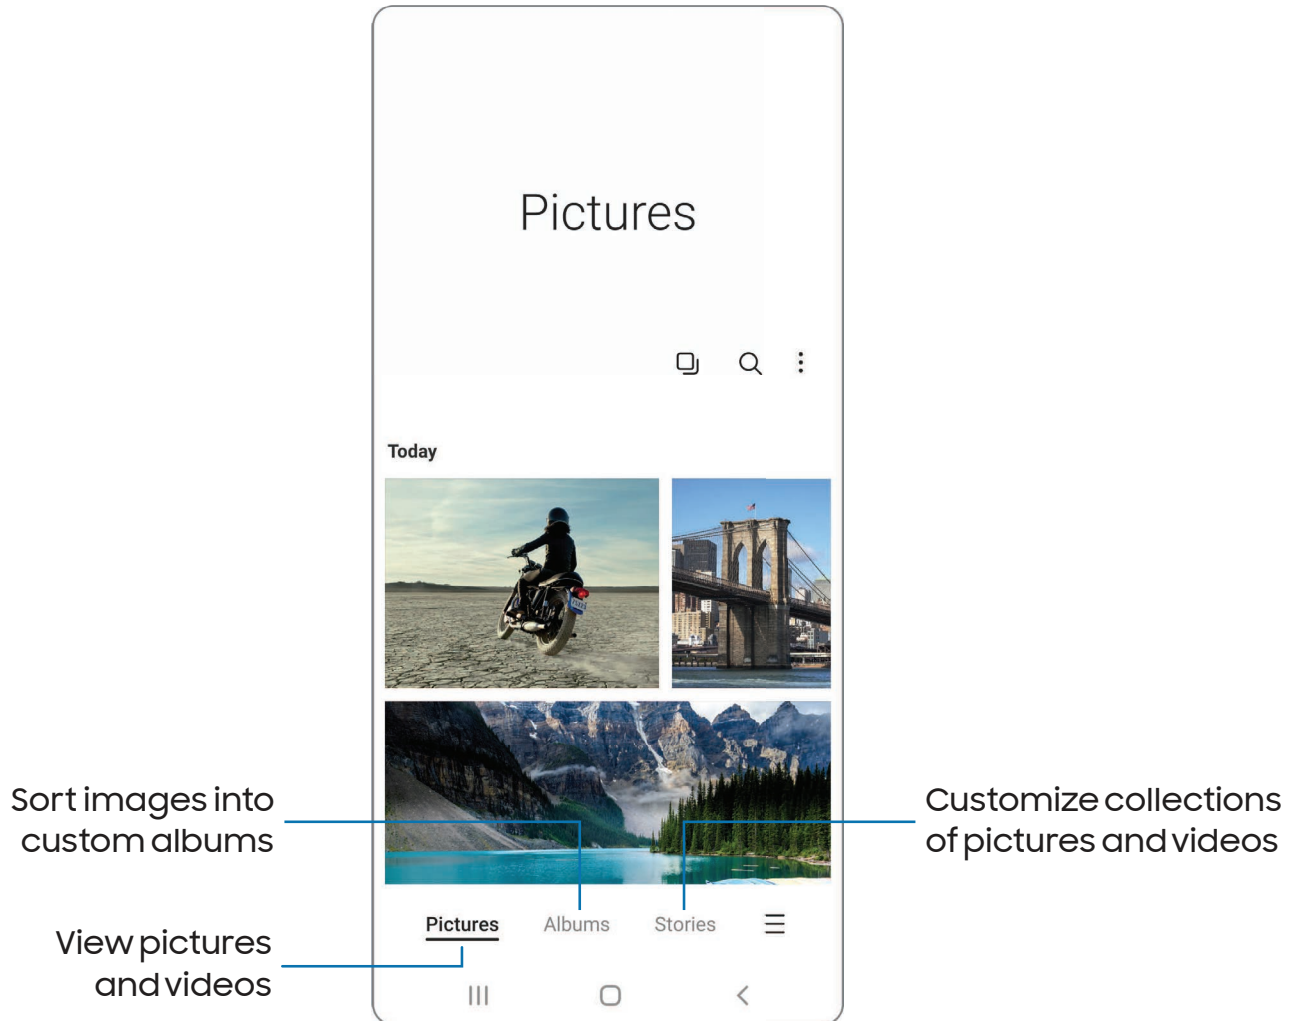 Pictures
Today
Sort images into
custom albums
Customize collections
of pictures and videos
Pictures
Albums
Stories
View pictures
and videos